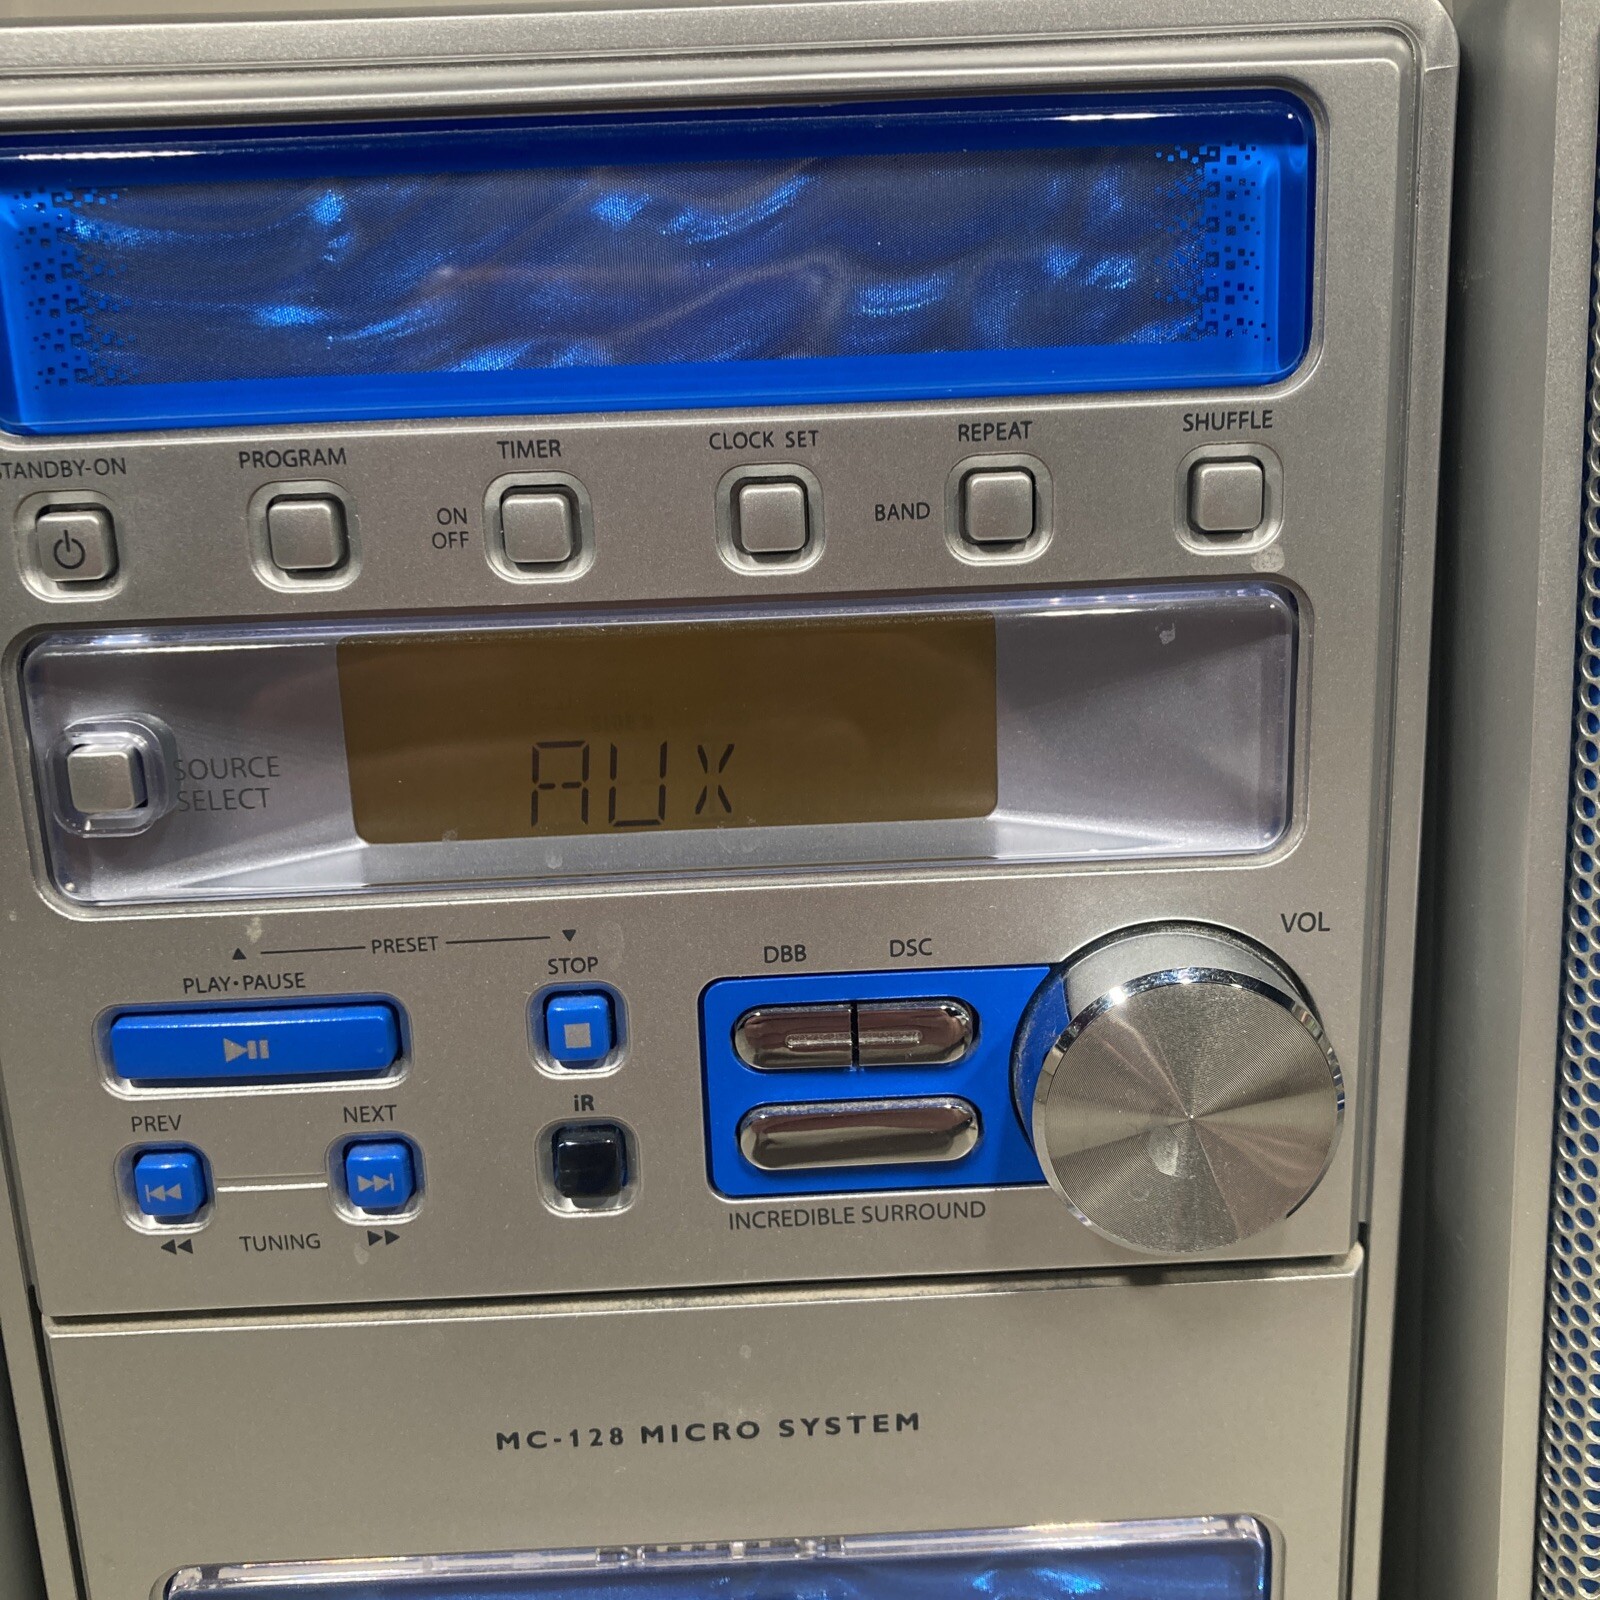 STANDBY-ON
PROGRAM
TIMER
CLOCK SET
REPEAT
SHUFFLE
ON
OFF
BAND
SOURCE
SELECT
AUX
PRESET
PLAY•PAUSE
STOP
DBB
DSC
VOL
PREV
NEXT
iR
TUNING
INCREDIBLE SURROUND
MC-128 MICRO SYSTEM